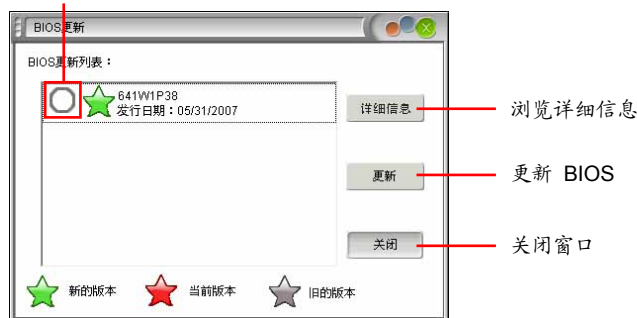 BIOS更新
BIOS更新列表：
641W1P38
发行日期：05/31/2007
详细信息
浏览详细信息
更新
更新 BIOS
关闭
关闭窗口
新的版本
当前版本
旧的版本